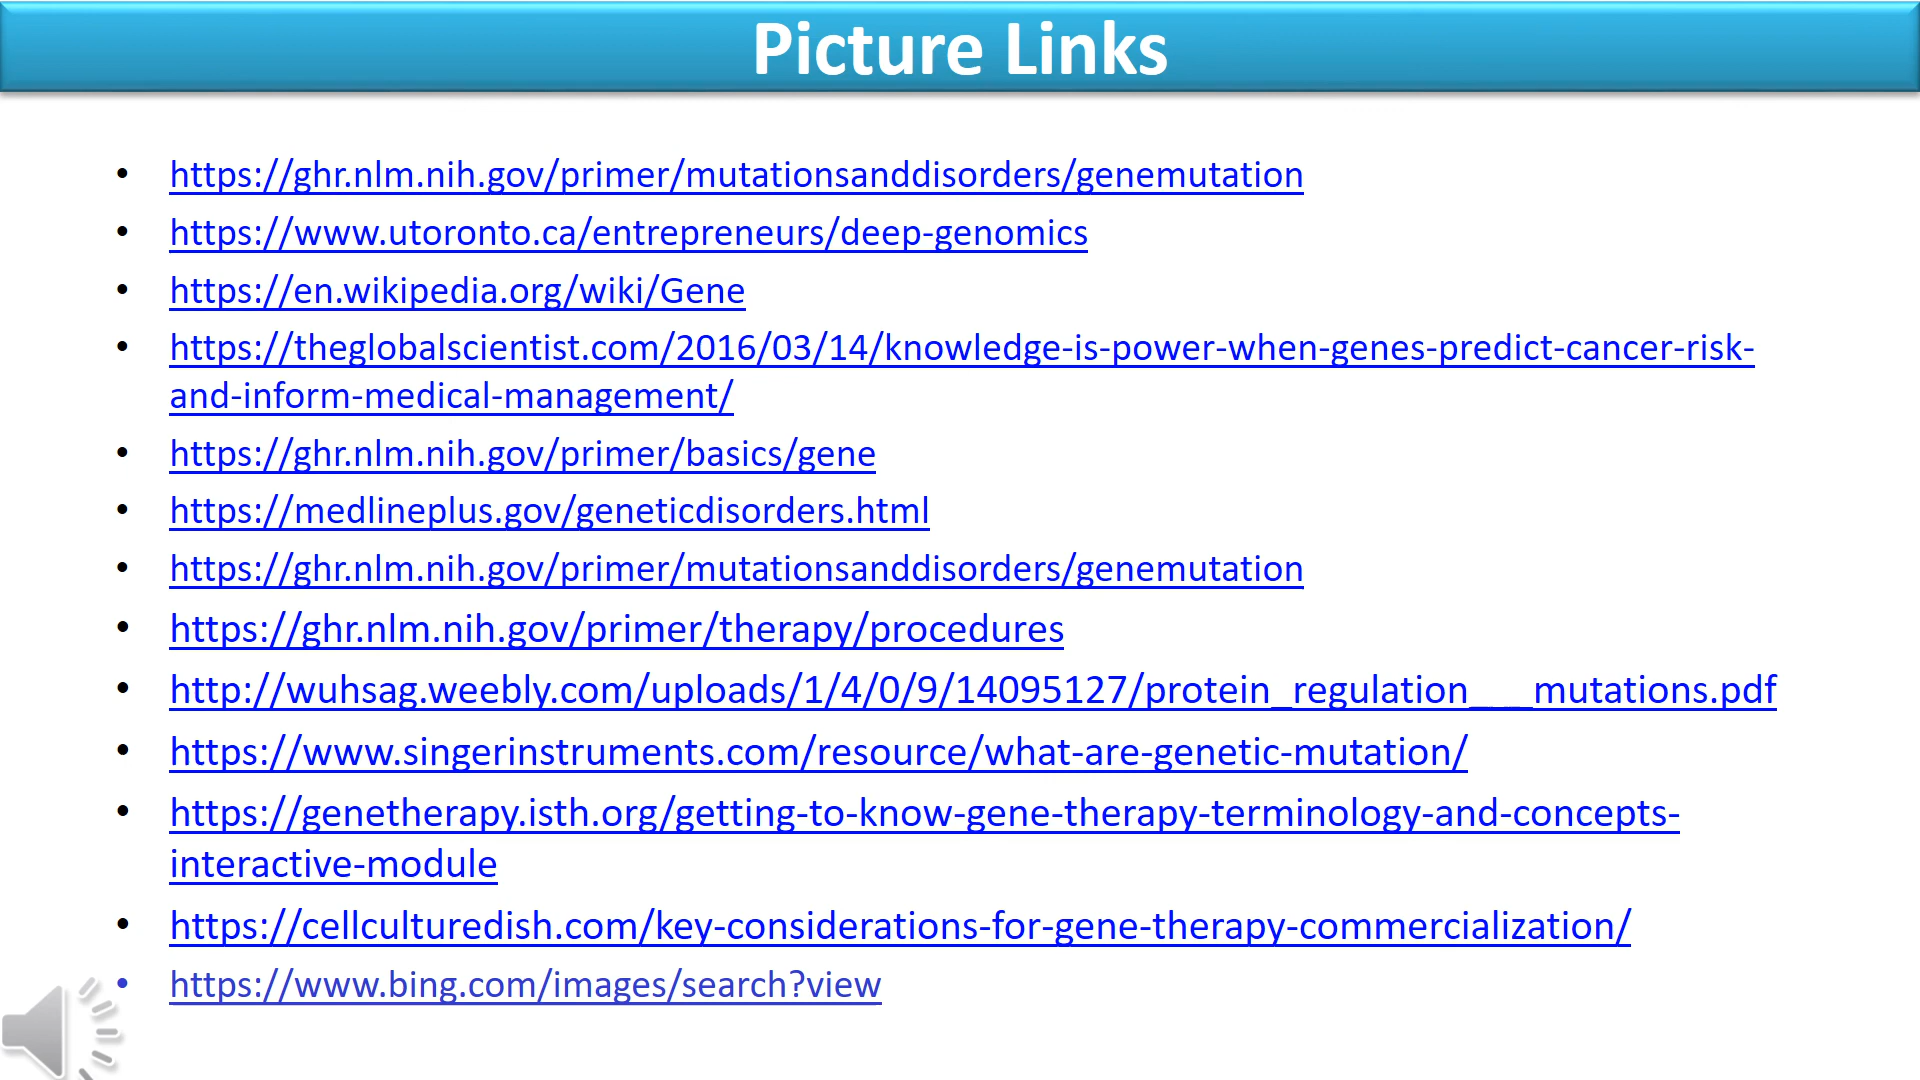 Picture Links
• https://ghr.nlm.nih.gov/primer/mutationsanddisorders/genemutation
• https://www.utoronto.ca/entrepreneurs/deep-genomics
• https://en.wikipedia.org/wiki/Gene
• https://theglobalscientist.com/2016/03/14/knowledge-is-power-when-genes-predict-cancer-risk-
and-inform-medical-management/
• https://ghr.nlm.nih.gov/primer/basics/gene
• https://medlineplus.gov/geneticdisorders.html
• https://ghr.nlm.nih.gov/primer/mutationsanddisorders/genemutation
• https://ghr.nlm.nih.gov/primer/therapy/procedures
• http://wuhsag.weebly.com/uploads/1/4/0/9/14095127/protein_regulation___mutations.pdf
• https://www.singerinstruments.com/resource/what-are-genetic-mutation/
• https://genetherapy.isth.org/getting-to-know-gene-therapy-terminology-and-concepts-
interactive-module
• https://cellculturedish.com/key-considerations-for-gene-therapy-commercialization/
• https://www.bing.com/images/search?view